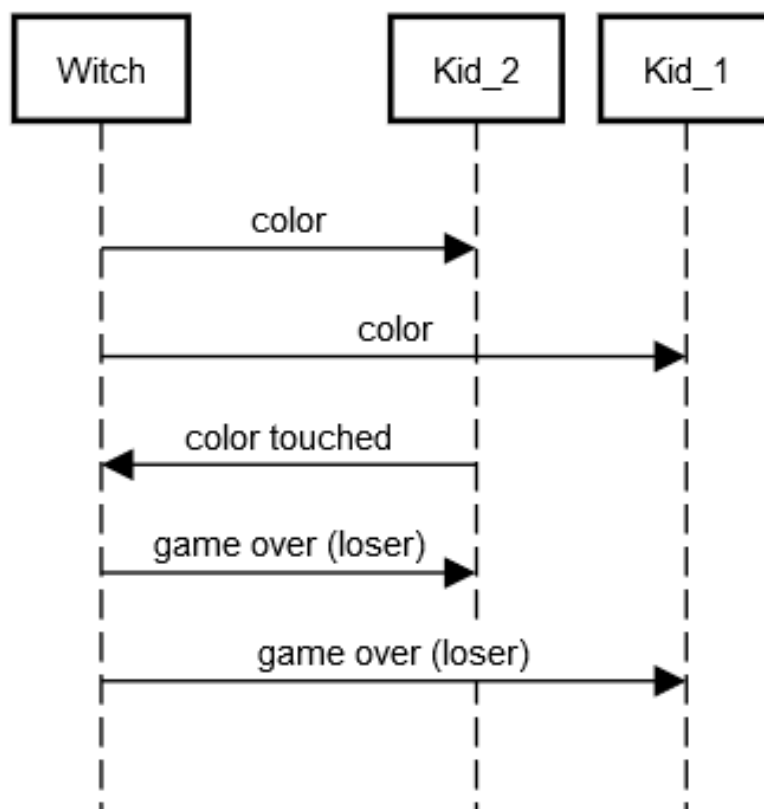 Witch
Kid_2
Kid_1
color
color
color touched
game over (loser)
game over (loser)